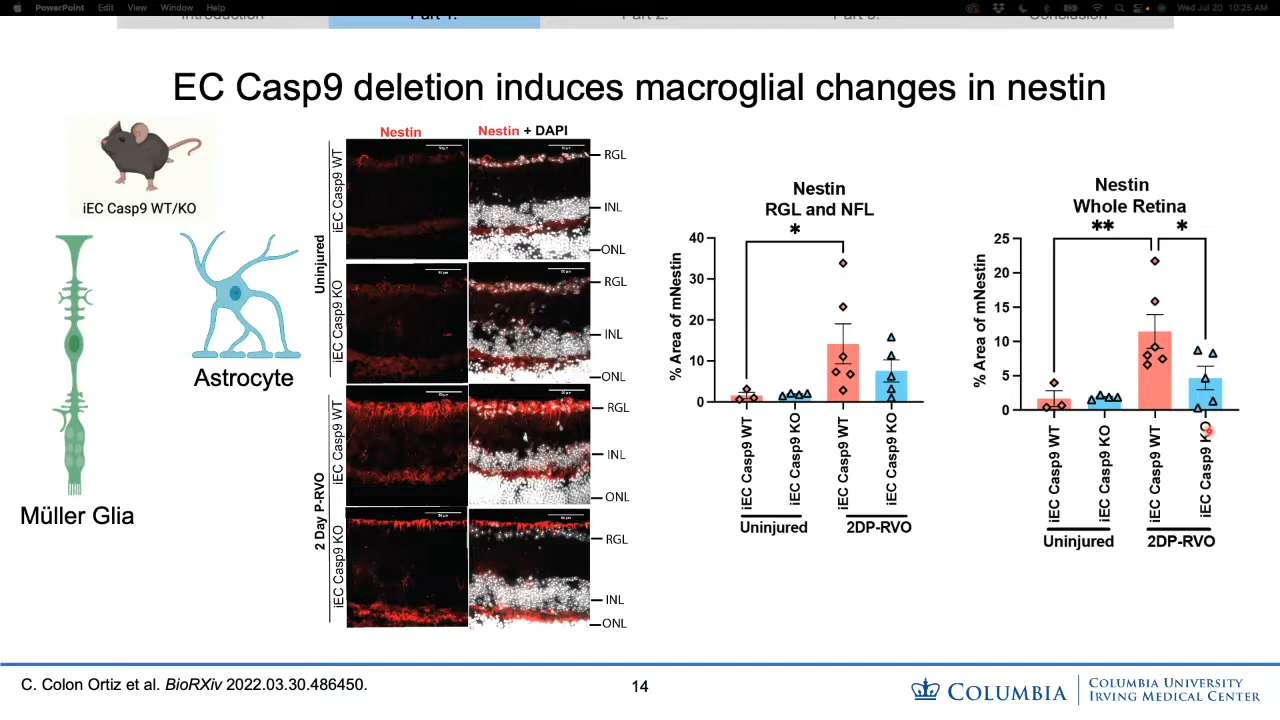 PowerPoint Edit View Window Help
Wed Jul 20 10:25 AM
Introduction Part 1: Part 2: Part 3: Conclusion
EC Casp9 deletion induces macroglial changes in nestin
iEC Casp9 WT/KO
Müller Glia
Astrocyte
Nestin
Nestin + DAPI
Uninjured
iEC Casp9 WT
RGL
INL
ONL
iEC Casp9 KO
RGL
INL
ONL
2 Day P-RVO
iEC Casp9 WT
RGL
INL
ONL
iEC Casp9 KO
RGL
INL
ONL
Nestin
RGL and NFL
*
% Area of mNestin
40
30
20
10
0
iEC Casp9 WT
iEC Casp9 KO
iEC Casp9 WT
iEC Casp9 KO
Uninjured
2DP-RVO
Nestin
Whole Retina
**
*
% Area of mNestin
25
20
15
10
5
0
iEC Casp9 WT
iEC Casp9 KO
iEC Casp9 WT
iEC Casp9 KO
Uninjured
2DP-RVO
C. Colon Ortiz et al. BioRXiv 2022.03.30.486450.
14
COLUMBIA
COLUMBIA UNIVERSITY
IRVING MEDICAL CENTER